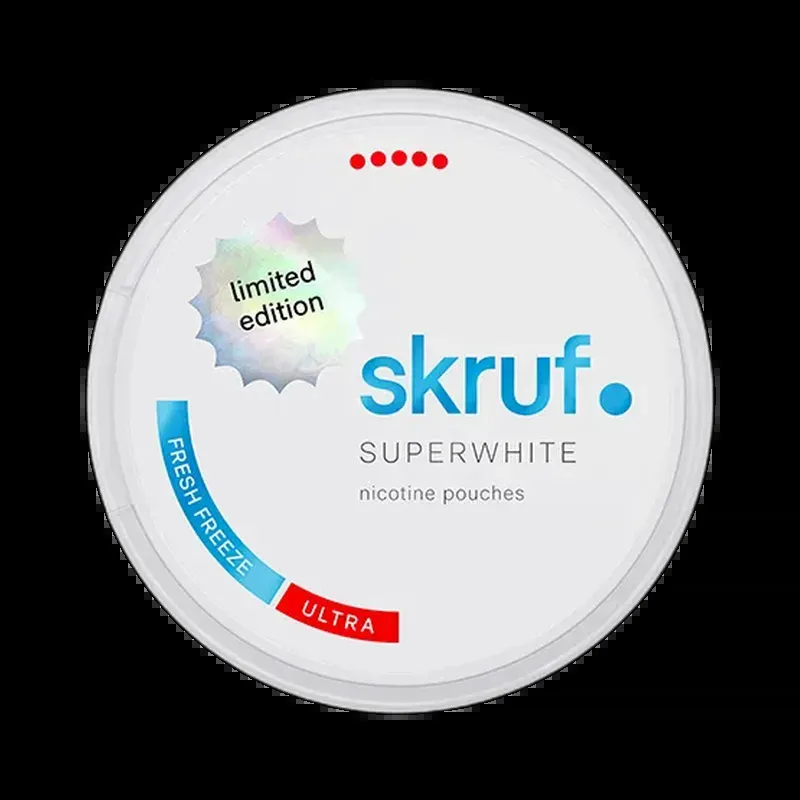 limited
edition
skruf.
SUPERWHITE
nicotine pouches
FRESH FREEZE
ULTRA